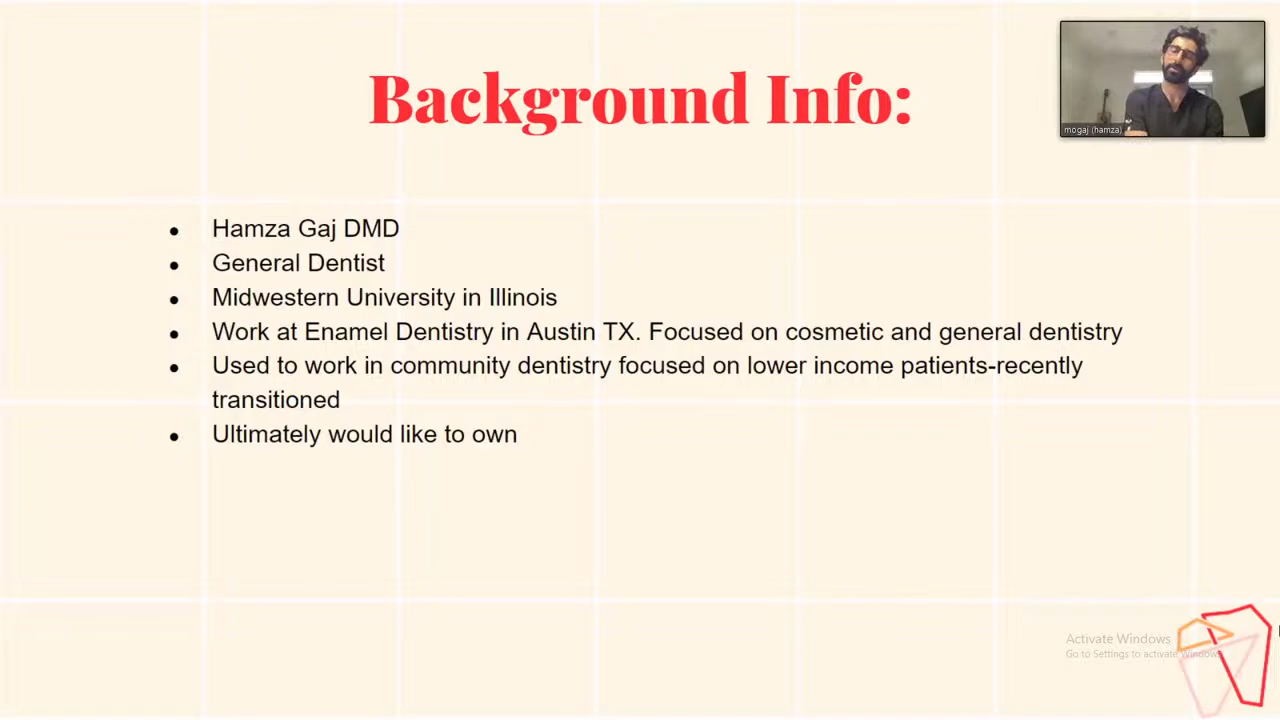 Background Info:
mogaj (hamza)
● Hamza Gaj DMD
● General Dentist
● Midwestern University in Illinois
● Work at Enamel Dentistry in Austin TX. Focused on cosmetic and general dentistry
● Used to work in community dentistry focused on lower income patients-recently
transitioned
● Ultimately would like to own
Activate Windows
Go to Settings to activate Windows